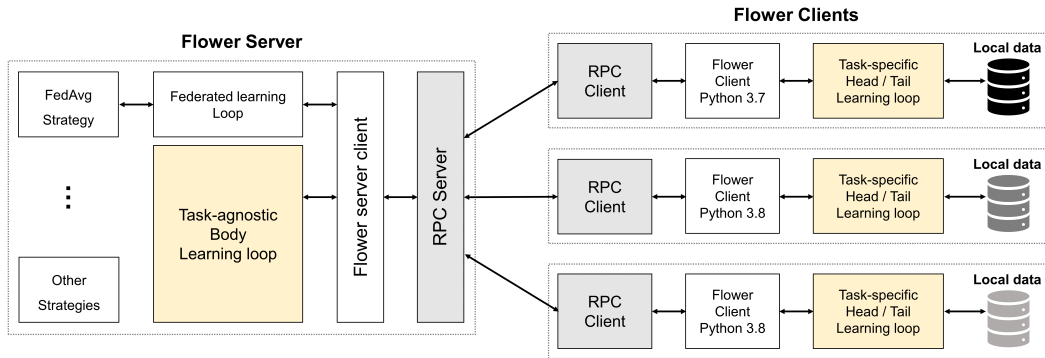 Flower Server
FedAvg
Strategy
Federated learning
Loop
Task-agnostic
Body
Learning loop
Other
Strategies
Flower server client
RPC Server
Flower Clients
RPC
Client
Flower
Client
Python 3.7
Task-specific
Head / Tail
Learning loop
Local data
RPC
Client
Flower
Client
Python 3.8
Task-specific
Head / Tail
Learning loop
Local data
RPC
Client
Flower
Client
Python 3.8
Task-specific
Head / Tail
Learning loop
Local data